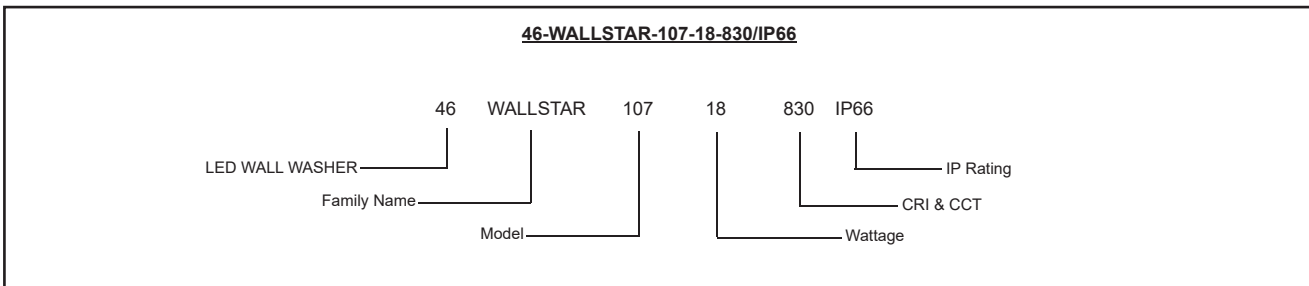 46-WALLSTAR-107-18-830/IP66
46 WALLSTAR 107 18 830 IP66
LED WALL WASHER
IP Rating
Family Name
CRI & CCT
Model
Wattage